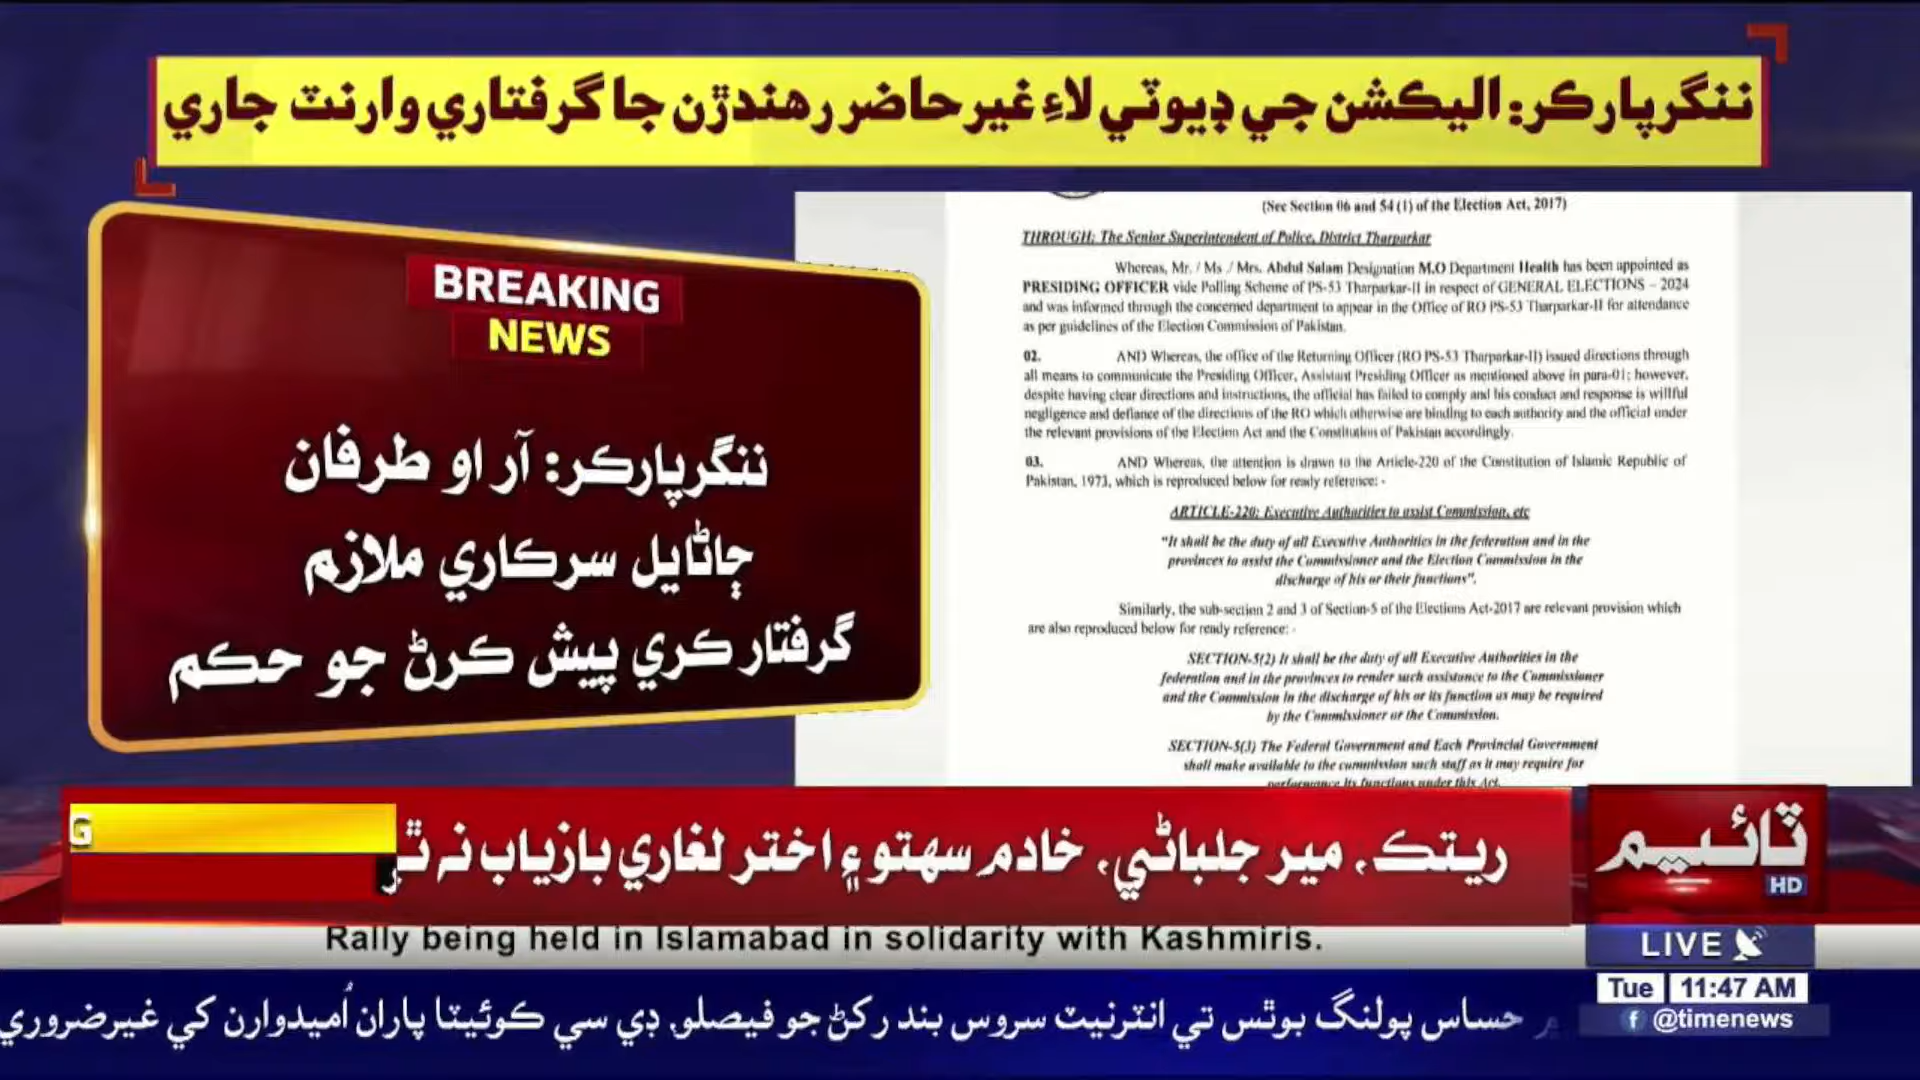 ننگرپارڪر: اليڪشن جي ڊيوٽي لاءِ غيرحاضر رهندڙن جا گرفتاري وارنٽ جاري
BREAKING
NEWS
ننگرپارڪر: آر او طرفان
ڄاڻايل سرڪاري ملازم
گرفتار ڪري پيش ڪرڻ جو حڪم
(See Section 06 and 54 (1) of the Election Act, 2017)
THROUGH: The Senior Superintendent of Police, District Tharparkar
Whereas, Mr. / Ms / Mrs. Abdul Salam Designation M.O Department Health has been appointed as
PRESIDING OFFICER vide Polling Scheme of PS-53 Tharparkar-II in respect of GENERAL ELECTIONS – 2024
and was informed through the concerned department to appear in the Office of RO PS-53 Tharparkar-II for attendance
as per guidelines of the Election Commission of Pakistan.
02. AND Whereas, the office of the Returning Officer (RO PS-53 Tharparkar-II) issued directions through
all means to communicate the Presiding Officer, Assistant Presiding Officer as mentioned above in para-01; however,
despite having clear directions and instructions, the official has failed to comply and his conduct and response is willful
negligence and defiance of the directions of the RO which otherwise are binding to each authority and the official under
the relevant provisions of the Election Act and the Constitution of Pakistan accordingly.
03. AND Whereas, the attention is drawn to the Article-220 of the Constitution of Islamic Republic of
Pakistan, 1973, which is reproduced below for ready reference: -
ARTICLE-220: Executive Authorities to assist Commission, etc
"It shall be the duty of all Executive Authorities in the federation and in the
provinces to assist the Commissioner and the Election Commission in the
discharge of his or their functions".
Similarly, the sub-section 2 and 3 of Section-5 of the Elections Act-2017 are relevant provision which
are also reproduced below for ready reference: -
SECTION-5(2) It shall be the duty of all Executive Authorities in the
federation and in the provinces to render such assistance to the Commissioner
and the Commission in the discharge of his or its function as may be required
by the Commissioner or the Commission.
SECTION-5(3) The Federal Government and Each Provincial Government
shall make available to the commission such staff as it may require for
performance its functions under this Act.
G
ريتڪ، مير جلباڻي، خادم سهتو ۽ اختر لغاري بازياب نہ
ٽائيم
HD
Rally being held in Islamabad in solidarity with Kashmiris.
LIVE
Tue 11:47 AM
حساس پولنگ بوٿس تي انٽرنيٽ سروس بند رکڻ جو فيصلو. ڊي سي ڪوئيٽا پاران اُميدوارن کي غيرضروري
f @timenews